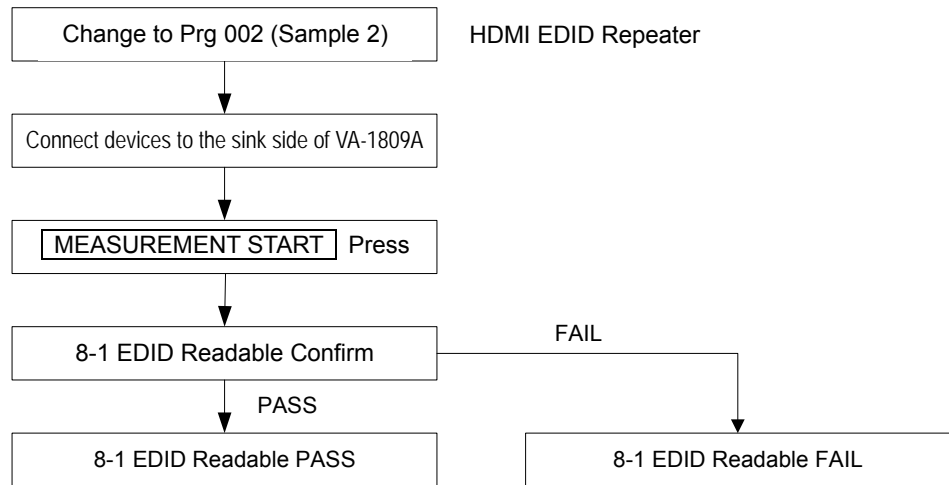 Change to Prg 002 (Sample 2)
HDMI EDID Repeater
Connect devices to the sink side of VA-1809A
MEASUREMENT START Press
8-1 EDID Readable Confirm
FAIL
PASS
8-1 EDID Readable PASS
8-1 EDID Readable FAIL